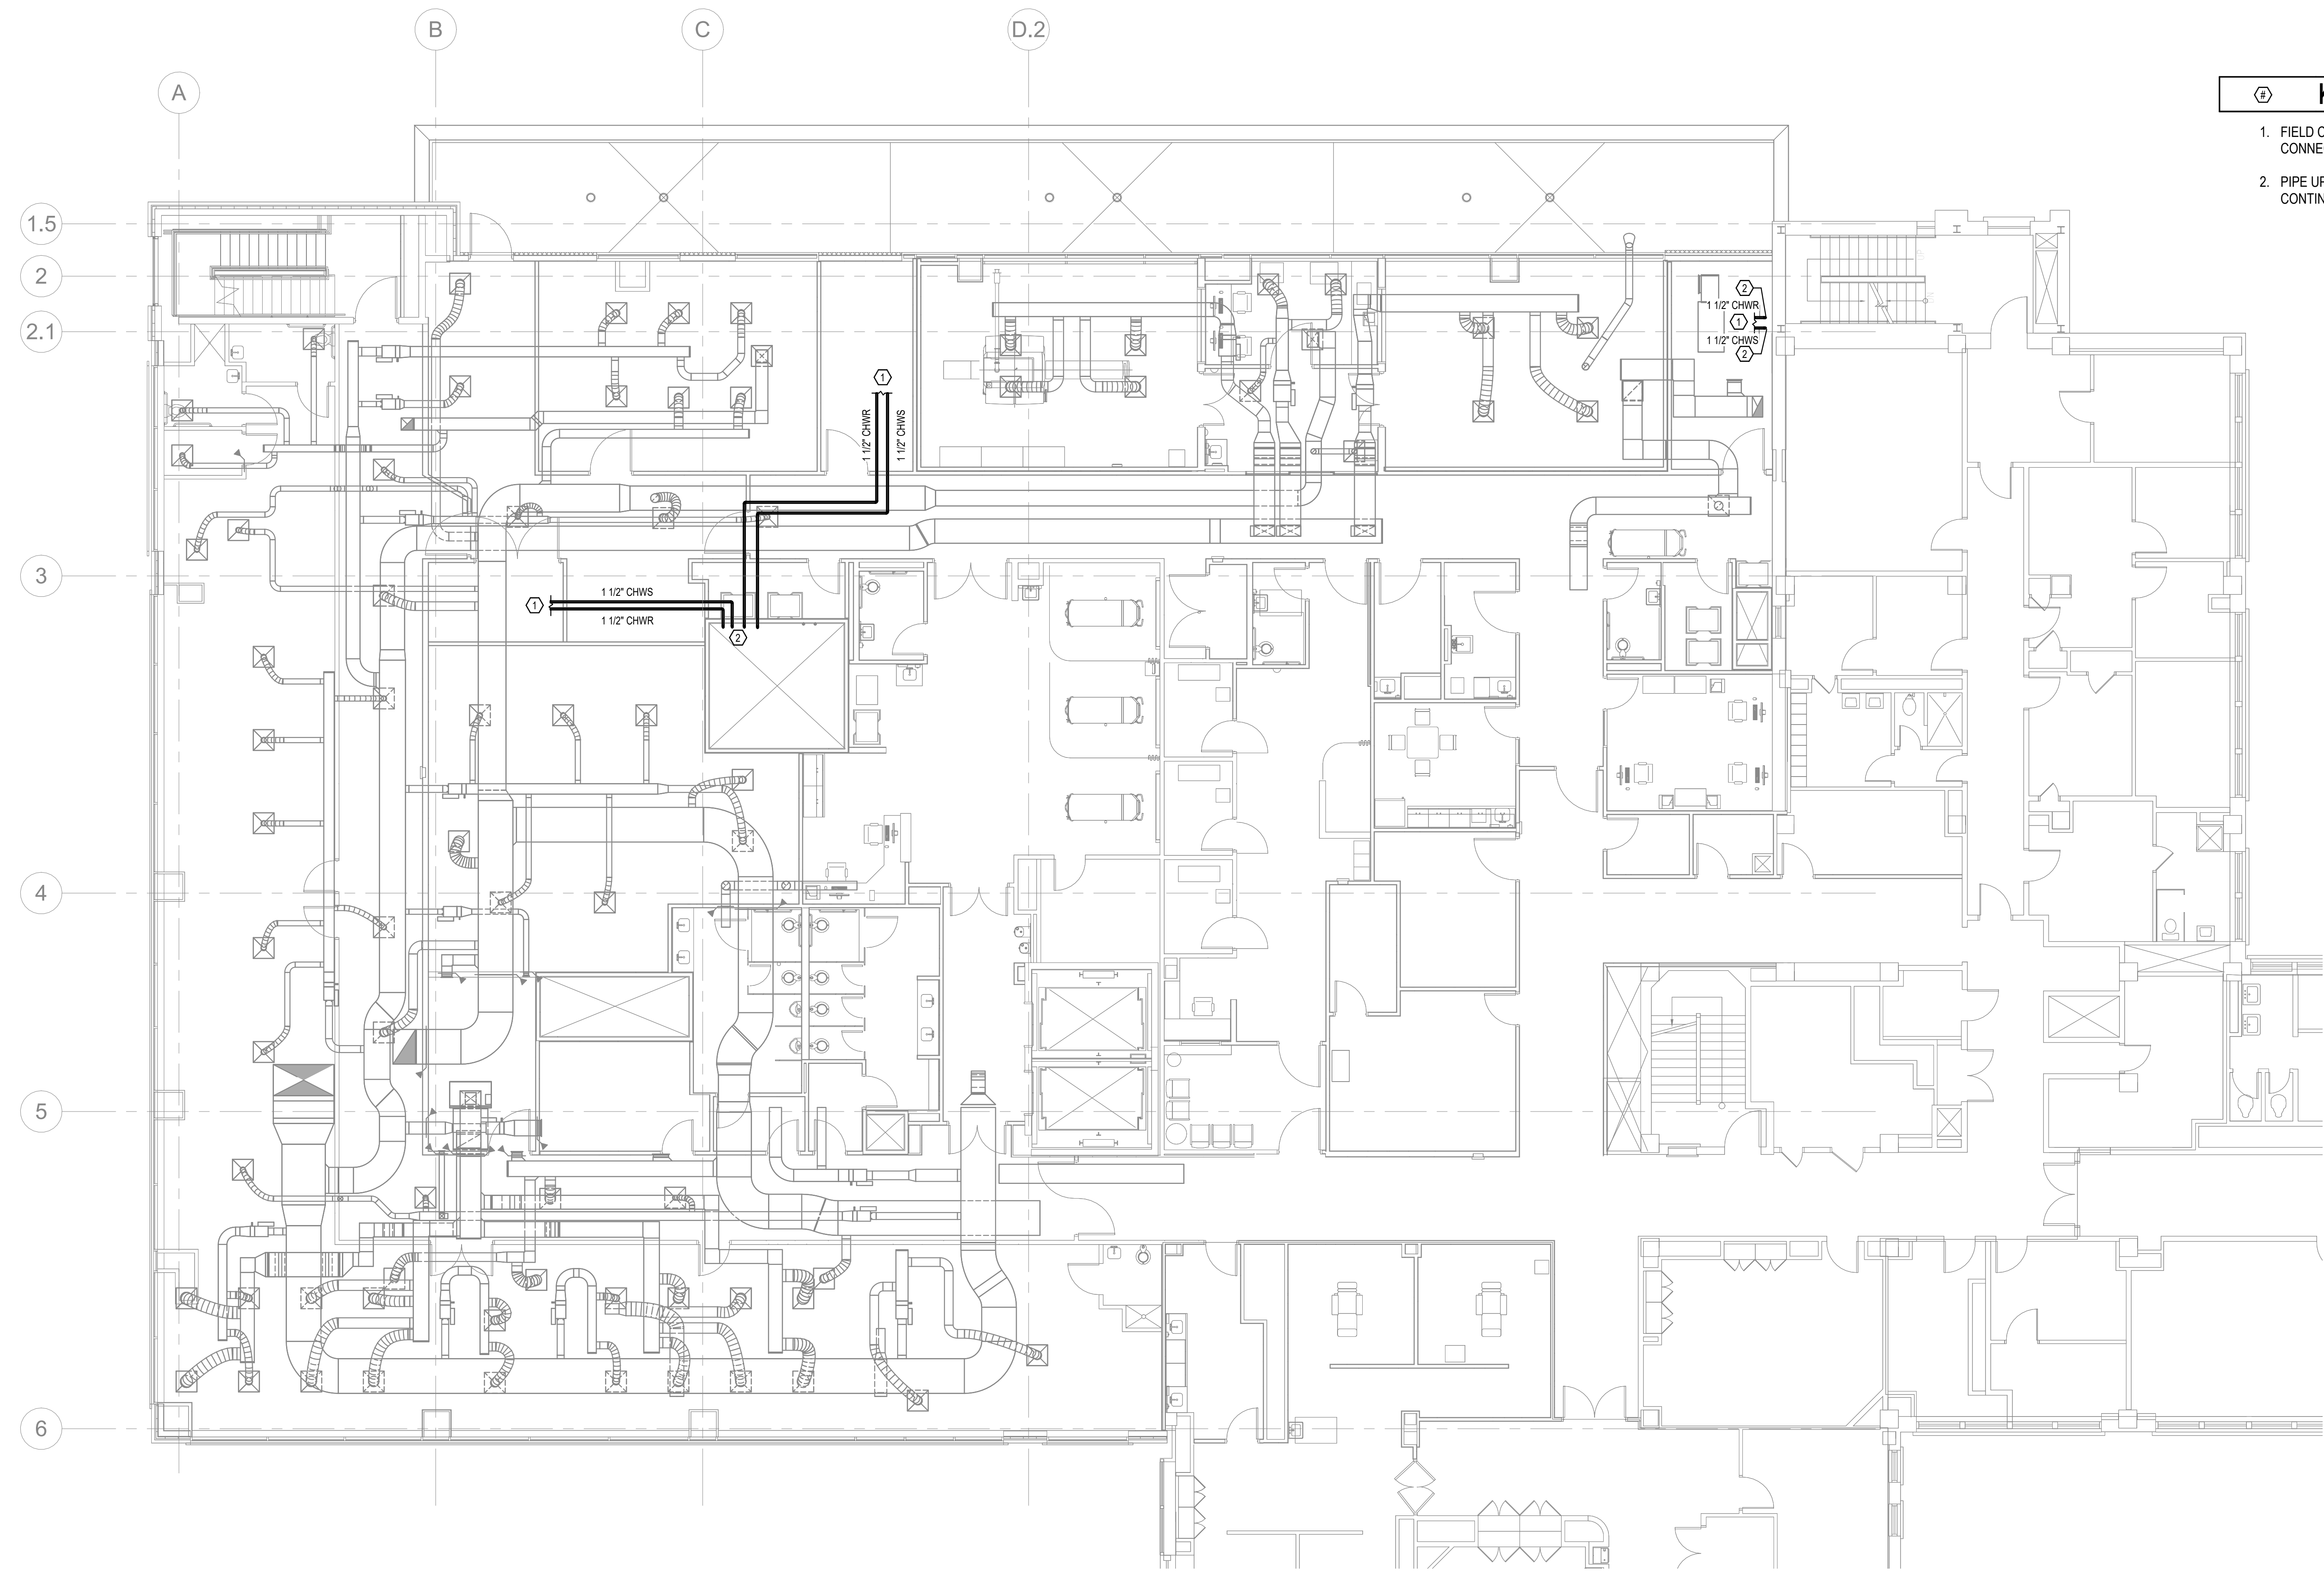 B
C
D.2
A
#
1. FIELD
CONNE
2. PIPE UP
CONTIN
1.5
2
2.1
3
4
5
6
2
1 1/2" CHWR
1
1 1/2" CHWS
2
1
1 1/2" CHWR
1 1/2" CHWS
1
1 1/2" CHWS
1 1/2" CHWR
2